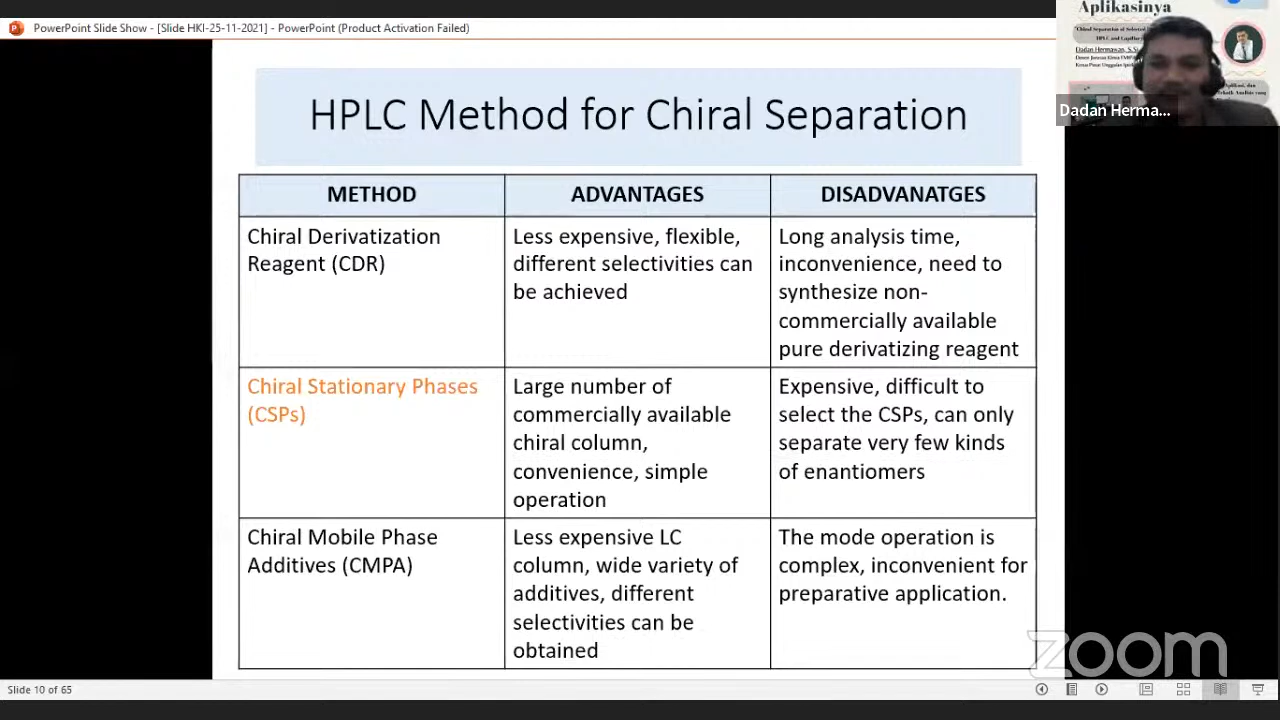 PowerPoint Slide Show - [Slide HKI-25-11-2021] - PowerPoint (Product Activation Failed)
Aplikasinya
Dadan Herma...
HPLC Method for Chiral Separation
METHOD
ADVANTAGES
DISADVANATGES
Chiral Derivatization
Reagent (CDR)
Less expensive, flexible,
different selectivities can
be achieved
Long analysis time,
inconvenience, need to
synthesize non-
commercially available
pure derivatizing reagent
Chiral Stationary Phases
(CSPs)
Large number of
commercially available
chiral column,
convenience, simple
operation
Expensive, difficult to
select the CSPs, can only
separate very few kinds
of enantiomers
Chiral Mobile Phase
Additives (CMPA)
Less expensive LC
column, wide variety of
additives, different
selectivities can be
obtained
The mode operation is
complex, inconvenient for
preparative application.
zoom
Slide 10 of 65